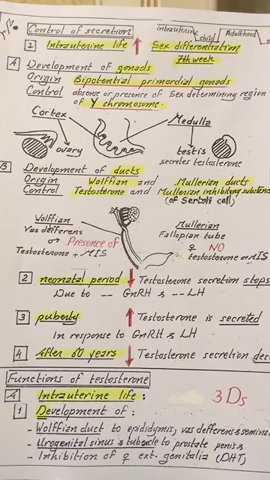 Control of secretion
intrauterine child Adulthood
1 Intrauterine life ↑ Sex differentiation
7th week
A Development of gonads
Origin Bipotential primordial gonads
Control absence or presence of Sex determining region
of Y chromosome
Cortex Medulla
ovary testis
secretes testosterone
B Development of ducts
Origin Wolffian and Mullerian ducts
Control Testosterone and Mullerian inhibiting substance
(of Sertoli cell)
Wolffian Mullerian
Vas deferens Fallopian tube
♂ Presence of ♀ NO
Testosterone + MIS testosterone or MIS
2 neonatal period ↓ Testosterone secretion stops
Due to -- GnRH & -- LH
3 puberty ↑ Testosterone is secreted
In response to GnRH & LH
4 After 60 years ↓ Testosterone secretion dec
Functions of testosterone
A Intrauterine life : 3 Ds
1 Development of :
- Wolffian duct to epididymis, vas deferens & semina
- Urogenital sinus & tubercle to prostate penis &
- Inhibition of ♀ ext. genitalia (DHT)